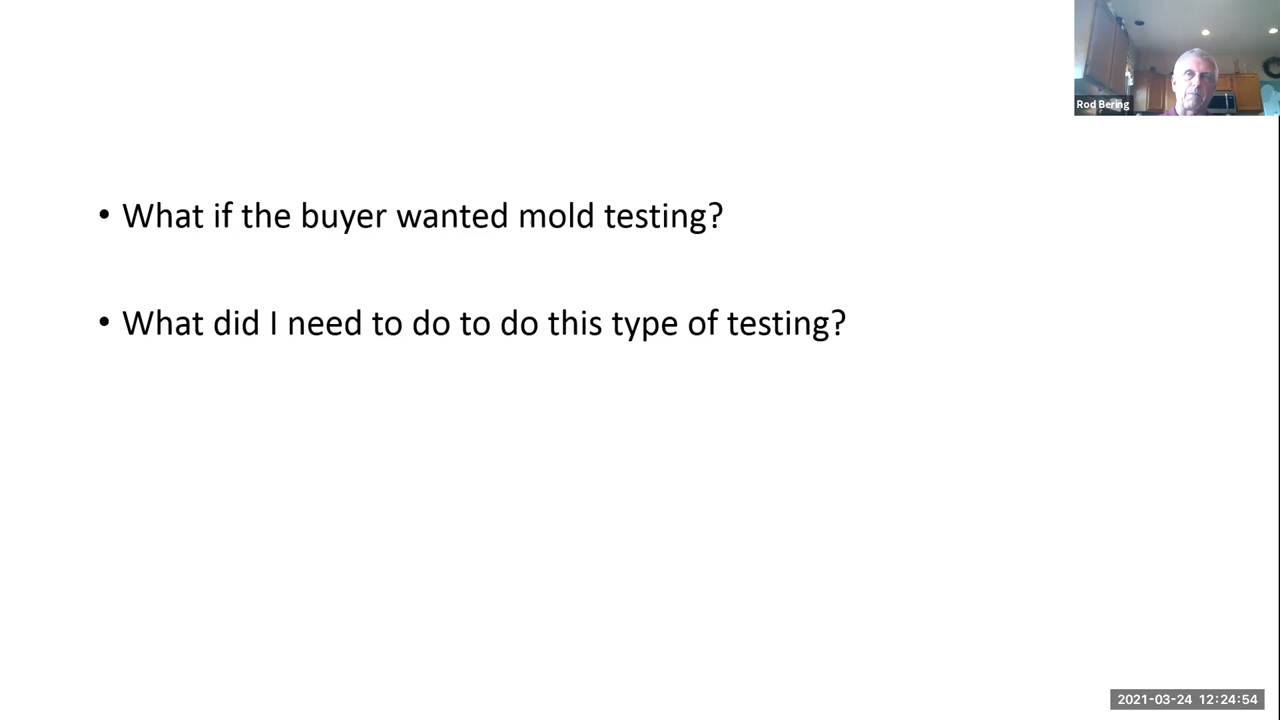 Rod Bering
• What if the buyer wanted mold testing?
• What did I need to do to do this type of testing?
2021-03-24 12:24:54